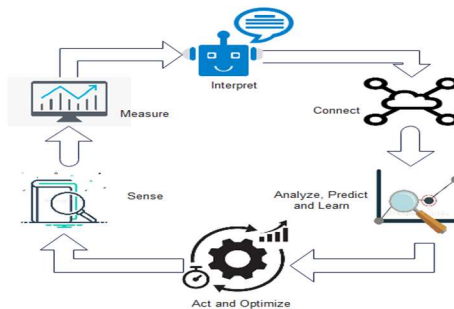 Interpret
Measure
Connect
Sense
Analyze, Predict
and Learn
Act and Optimize